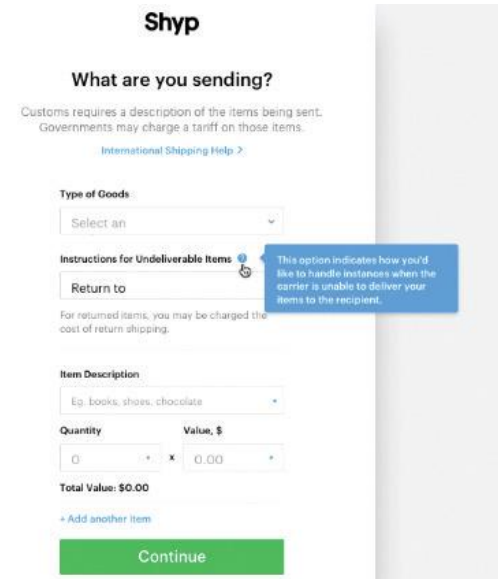 Shyp
What are you sending?
Customs requires a description of the items being sent.
Governments may charge a tariff on those items.
International Shipping Help >
Type of Goods
Select an
Instructions for Undeliverable Items ?
This option indicates how you'd
like to handle instances when the
carrier is unable to deliver your
items to the recipient.
Return to
For returned items, you may be charged the
cost of return shipping.
Item Description
Eg. books, shoes, chocolate
Quantity Value, $
0 x 0.00
Total Value: $0.00
+ Add another item
Continue